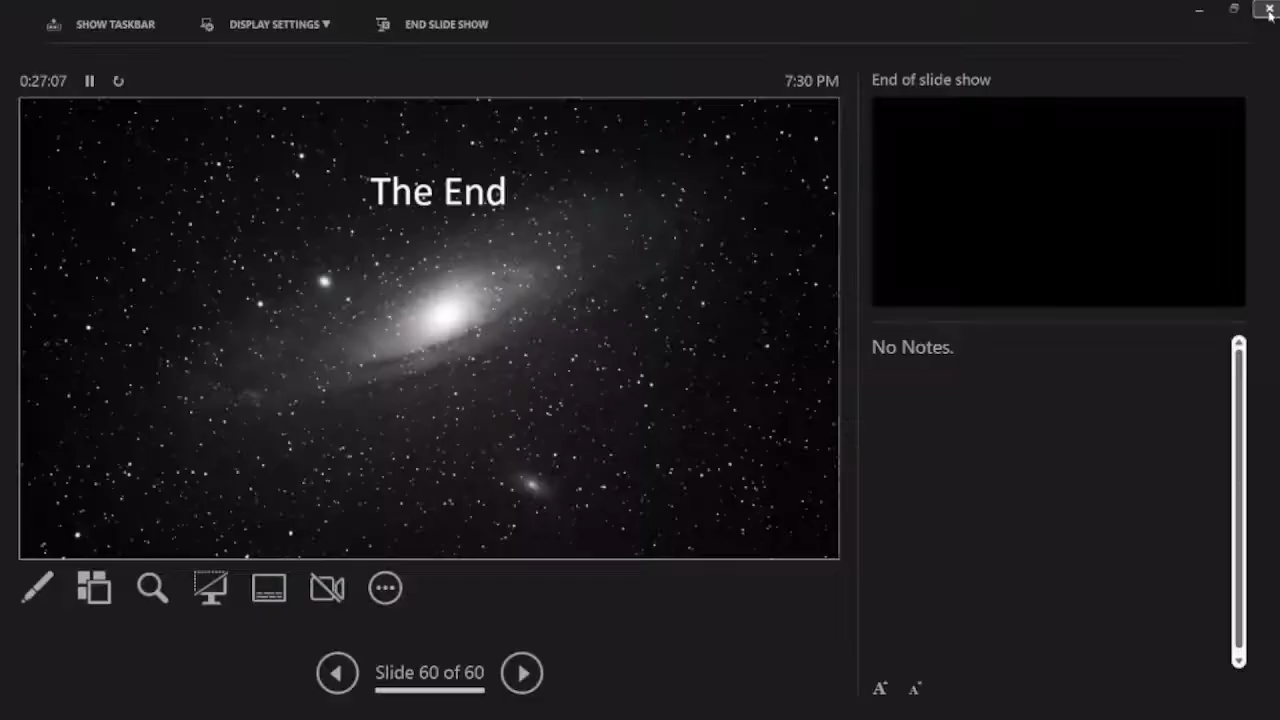 SHOW TASKBAR
DISPLAY SETTINGS ▼
END SLIDE SHOW
0:27:07
7:30 PM
The End
Slide 60 of 60
End of slide show
No Notes.
A
A